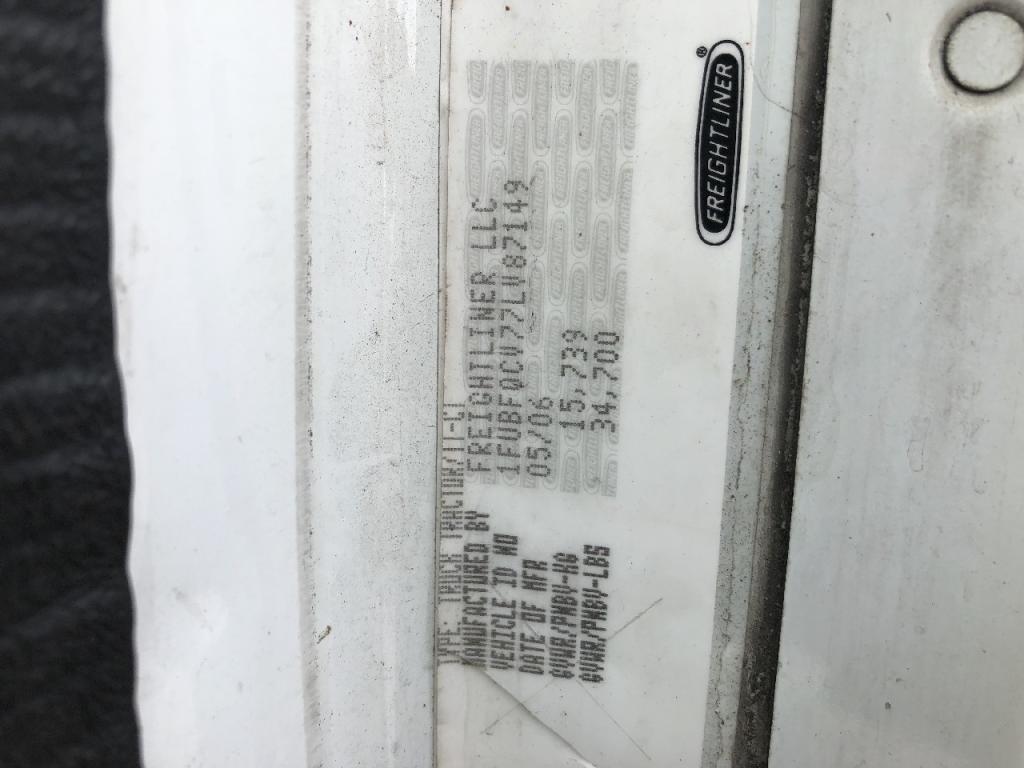 TYPE: TRUCK TRACTOR/TT-CT
MANUFACTURED BY FREIGHTLINER LLC
VEHICLE ID NO 1FUBF0CV77LW87149
DATE OF MFR 05/06
GVWR/PNBV-KG 15,739
GVWR/PNBV-LBS 34,700
FREIGHTLINER®